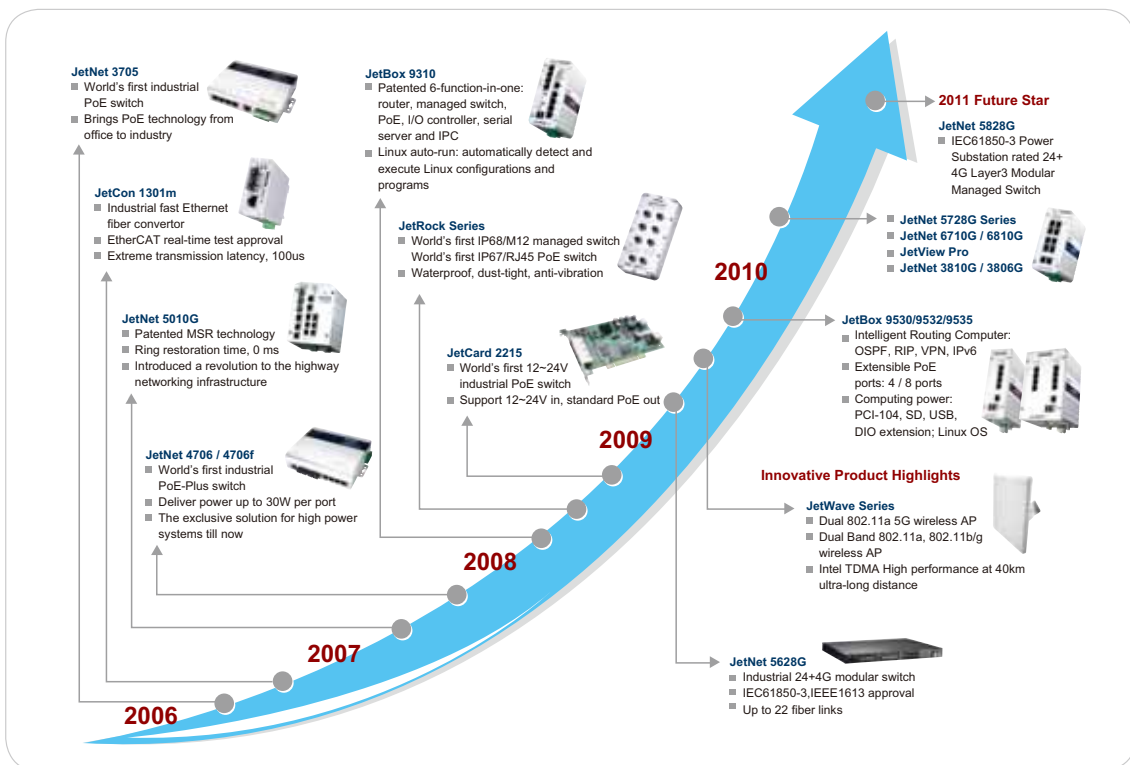 JetNet 3705
World's first industrial
PoE switch
Brings PoE technology from
office to industry
JetCon 1301m
Industrial fast Ethernet
fiber convertor
EtherCAT real-time test approval
Extreme transmission latency, 100us
JetNet 5010G
Patented MSR technology
Ring restoration time, 0 ms
Introduced a revolution to the highway
networking infrastructure
JetNet 4706 / 4706f
World's first industrial
PoE-Plus switch
Deliver power up to 30W per port
The exclusive solution for high power
systems till now
JetBox 9310
Patented 6-function-in-one:
router, managed switch,
PoE, I/O controller, serial
server and IPC
Linux auto-run: automatically detect and
execute Linux configurations and
programs
JetRock Series
World's first IP68/M12 managed switch
World's first IP67/RJ45 PoE switch
Waterproof, dust-tight, anti-vibration
JetCard 2215
World's first 12~24V
industrial PoE switch
Support 12~24V in, standard PoE out
2006
2007
2008
2009
2010
2011 Future Star
JetNet 5828G
IEC61850-3 Power
Substation rated 24+
4G Layer3 Modular
Managed Switch
JetNet 5728G Series
JetNet 6710G / 6810G
JetView Pro
JetNet 3810G / 3806G
JetBox 9530/9532/9535
Intelligent Routing Computer:
OSPF, RIP, VPN, IPv6
Extensible PoE
ports: 4 / 8 ports
Computing power:
PCI-104, SD, USB,
DIO extension; Linux OS
Innovative Product Highlights
JetWave Series
Dual 802.11a 5G wireless AP
Dual Band 802.11a, 802.11b/g
wireless AP
Intel TDMA High performance at 40km
ultra-long distance
JetNet 5628G
Industrial 24+4G modular switch
IEC61850-3,IEEE1613 approval
Up to 22 fiber links